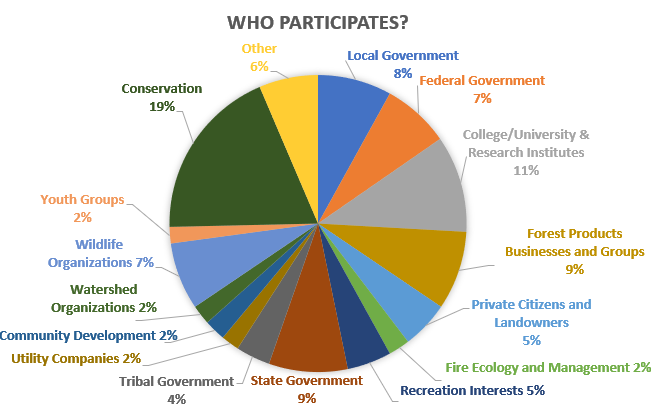 WHO PARTICIPATES?
Other
6%
Local Government
8%
Federal Government
7%
College/University &
Research Institutes
11%
Forest Products
Businesses and Groups
9%
Private Citizens and
Landowners
5%
Fire Ecology and Management 2%
Recreation Interests 5%
State Government
9%
Tribal Government
4%
Utility Companies 2%
Community Development 2%
Watershed
Organizations 2%
Wildlife
Organizations 7%
Youth Groups
2%
Conservation
19%